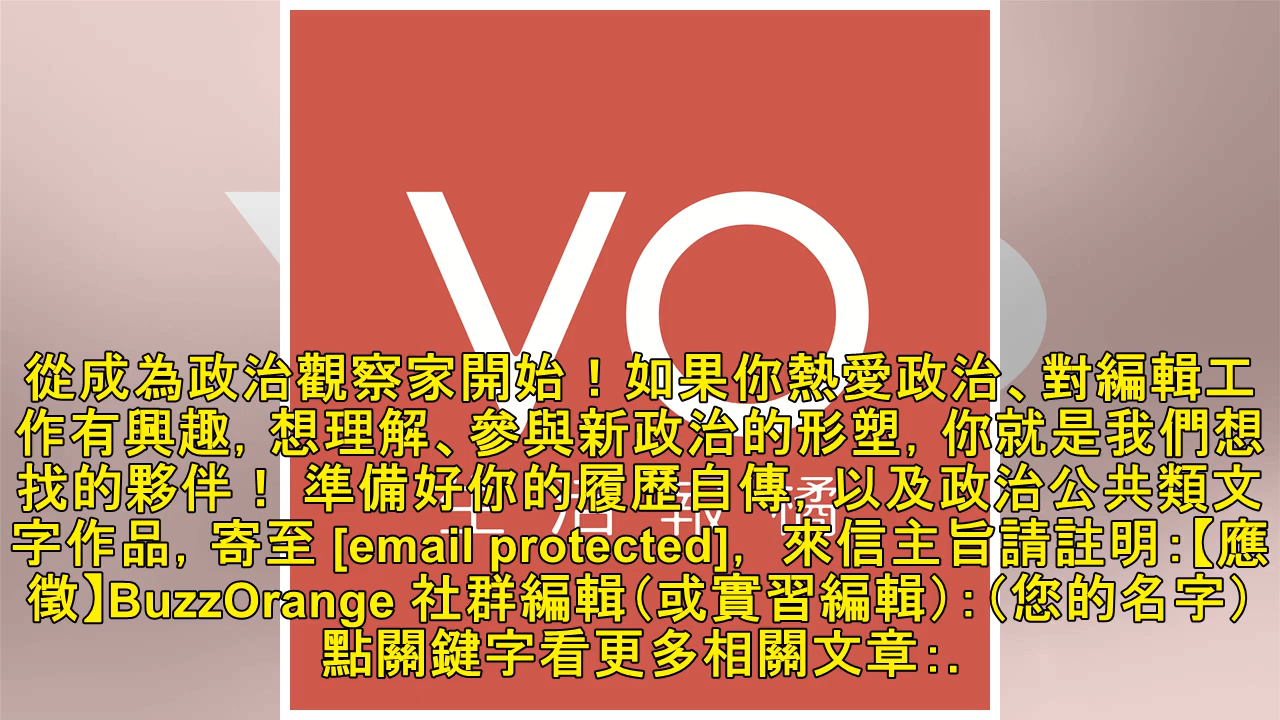 VO
從成為政治觀察家開始！如果你熱愛政治、對編輯工
作有興趣, 想理解、參與新政治的形塑, 你就是我們想
找的夥伴！ 準備好你的履歷自傳, 以及政治公共類文
字作品, 寄至 [email protected], 來信主旨請註明:【應
徵】BuzzOrange 社群編輯(或實習編輯):(您的名字)
點關鍵字看更多相關文章:.